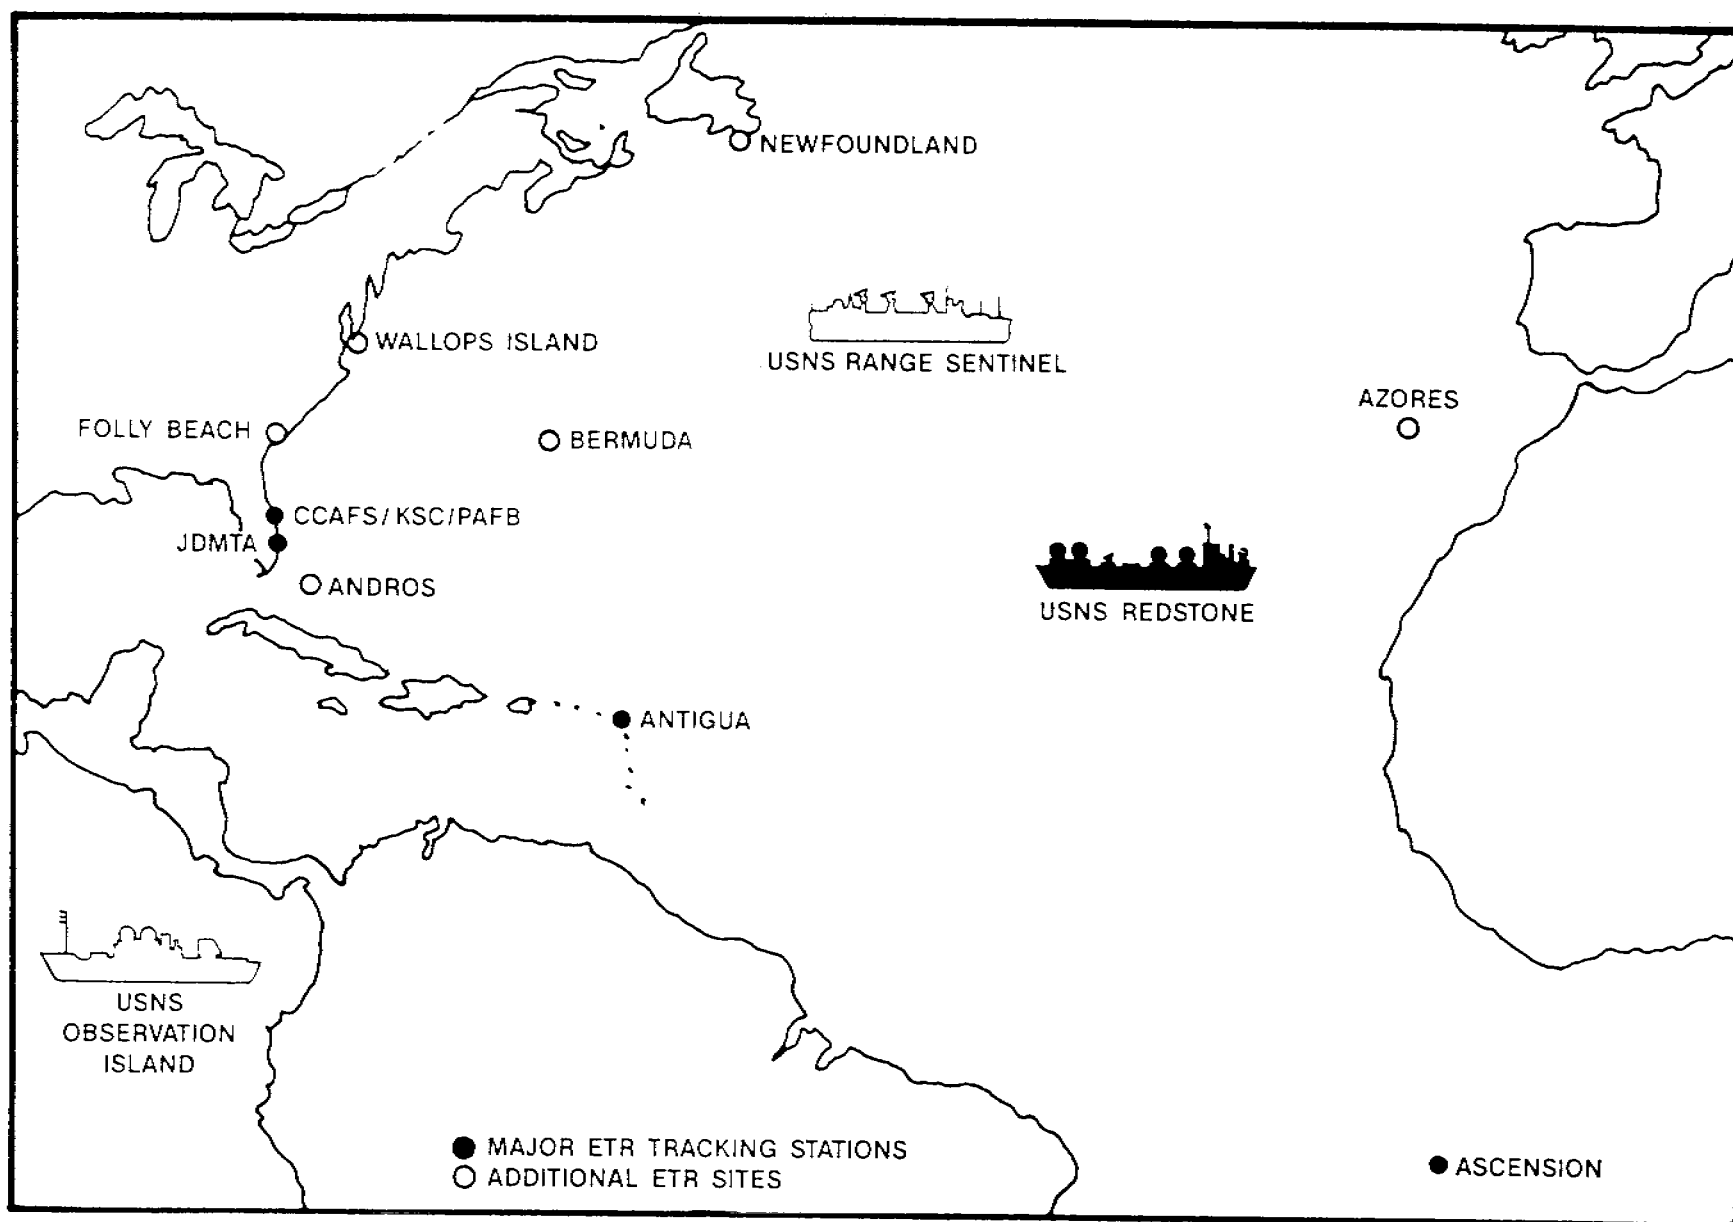 NEWFOUNDLAND
WALLOPS ISLAND
USNS RANGE SENTINEL
AZORES
FOLLY BEACH
BERMUDA
CCAFS/KSC/PAFB
JDMTA
ANDROS
USNS REDSTONE
ANTIGUA
USNS
OBSERVATION
ISLAND
MAJOR ETR TRACKING STATIONS
ADDITIONAL ETR SITES
ASCENSION